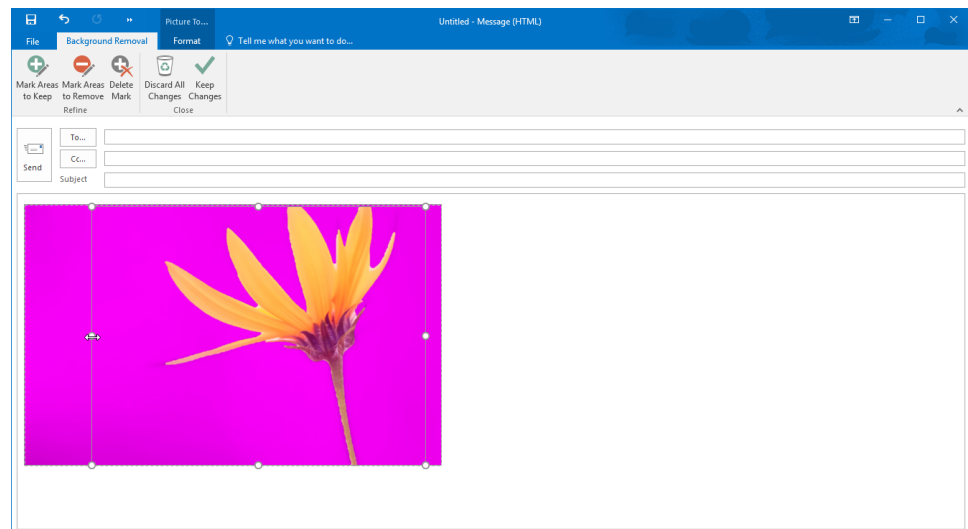 Picture To...
Untitled - Message (HTML)
File
Background Removal
Format
Tell me what you want to do...
Mark Areas to Keep
Mark Areas to Remove
Delete Mark
Discard All Changes
Keep Changes
Refine
Close
Send
To...
Cc...
Subject